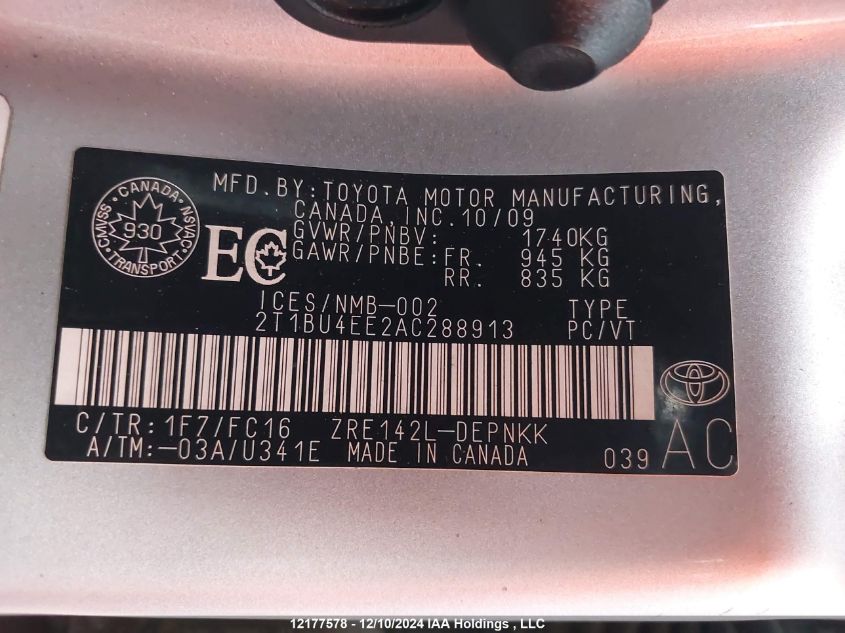 CANADA
CMVSS 930 NSVAC
TRANSPORT
MFD.BY:TOYOTA MOTOR MANUFACTURING,
CANADA,INC.10/09
EC
GVWR/PNBV: 1740KG
GAWR/PNBE:FR. 945 KG
RR. 835 KG
ICES/NMB-002 TYPE
2T1BU4EE2AC288913 PC/VT
C/TR:1F7/FC16 ZRE142L-DEPNKK
A/TM:-03A/U341E MADE IN CANADA 039 AC
12177578 - 12/10/2024 IAA Holdings , LLC